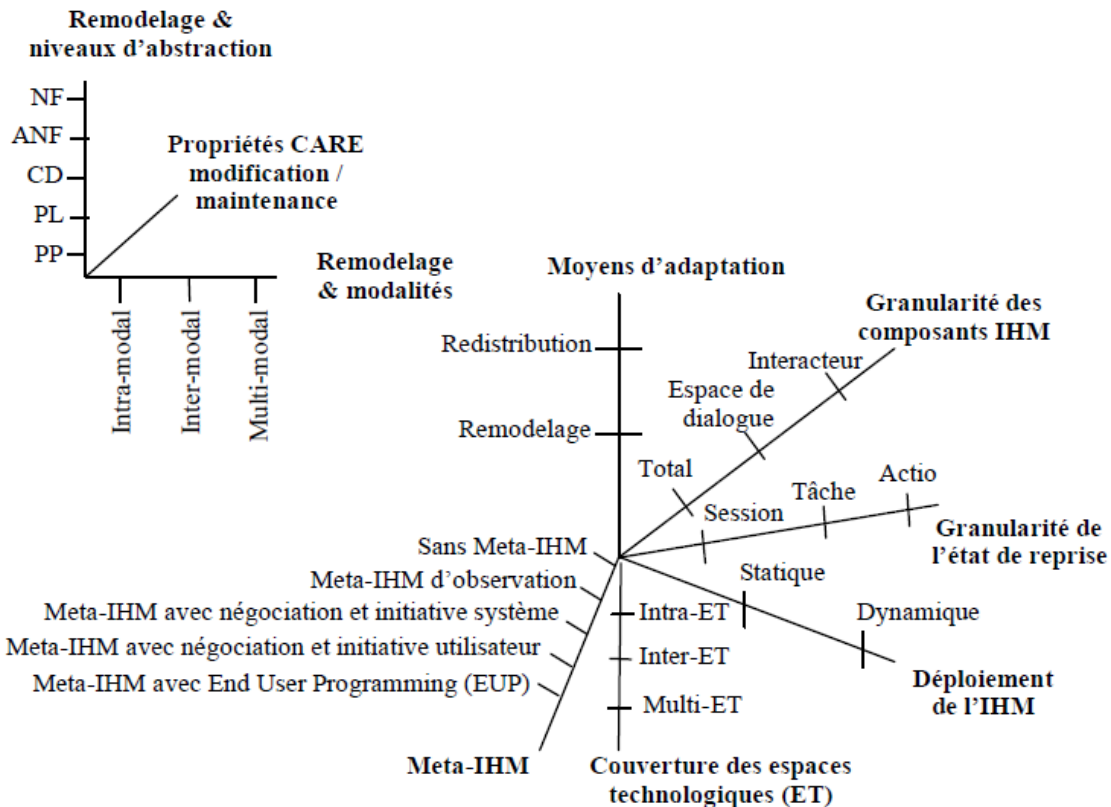 Remodelage &
niveaux d'abstraction
NF
ANF
CD
PL
PP
Propriétés CARE
modification /
maintenance
Remodelage
& modalités
Intra-modal
Inter-modal
Multi-modal
Moyens d'adaptation
Redistribution
Remodelage
Granularité des
composants IHM
Interacteur
Espace de
dialogue
Total
Actio
Tâche
Session
Granularité de
l'état de reprise
Statique
Dynamique
Déploiement
de l'IHM
Sans Meta-IHM
Meta-IHM d'observation
Meta-IHM avec négociation et initiative système
Meta-IHM avec négociation et initiative utilisateur
Meta-IHM avec End User Programming (EUP)
Meta-IHM
Intra-ET
Inter-ET
Multi-ET
Couverture des espaces
technologiques (ET)